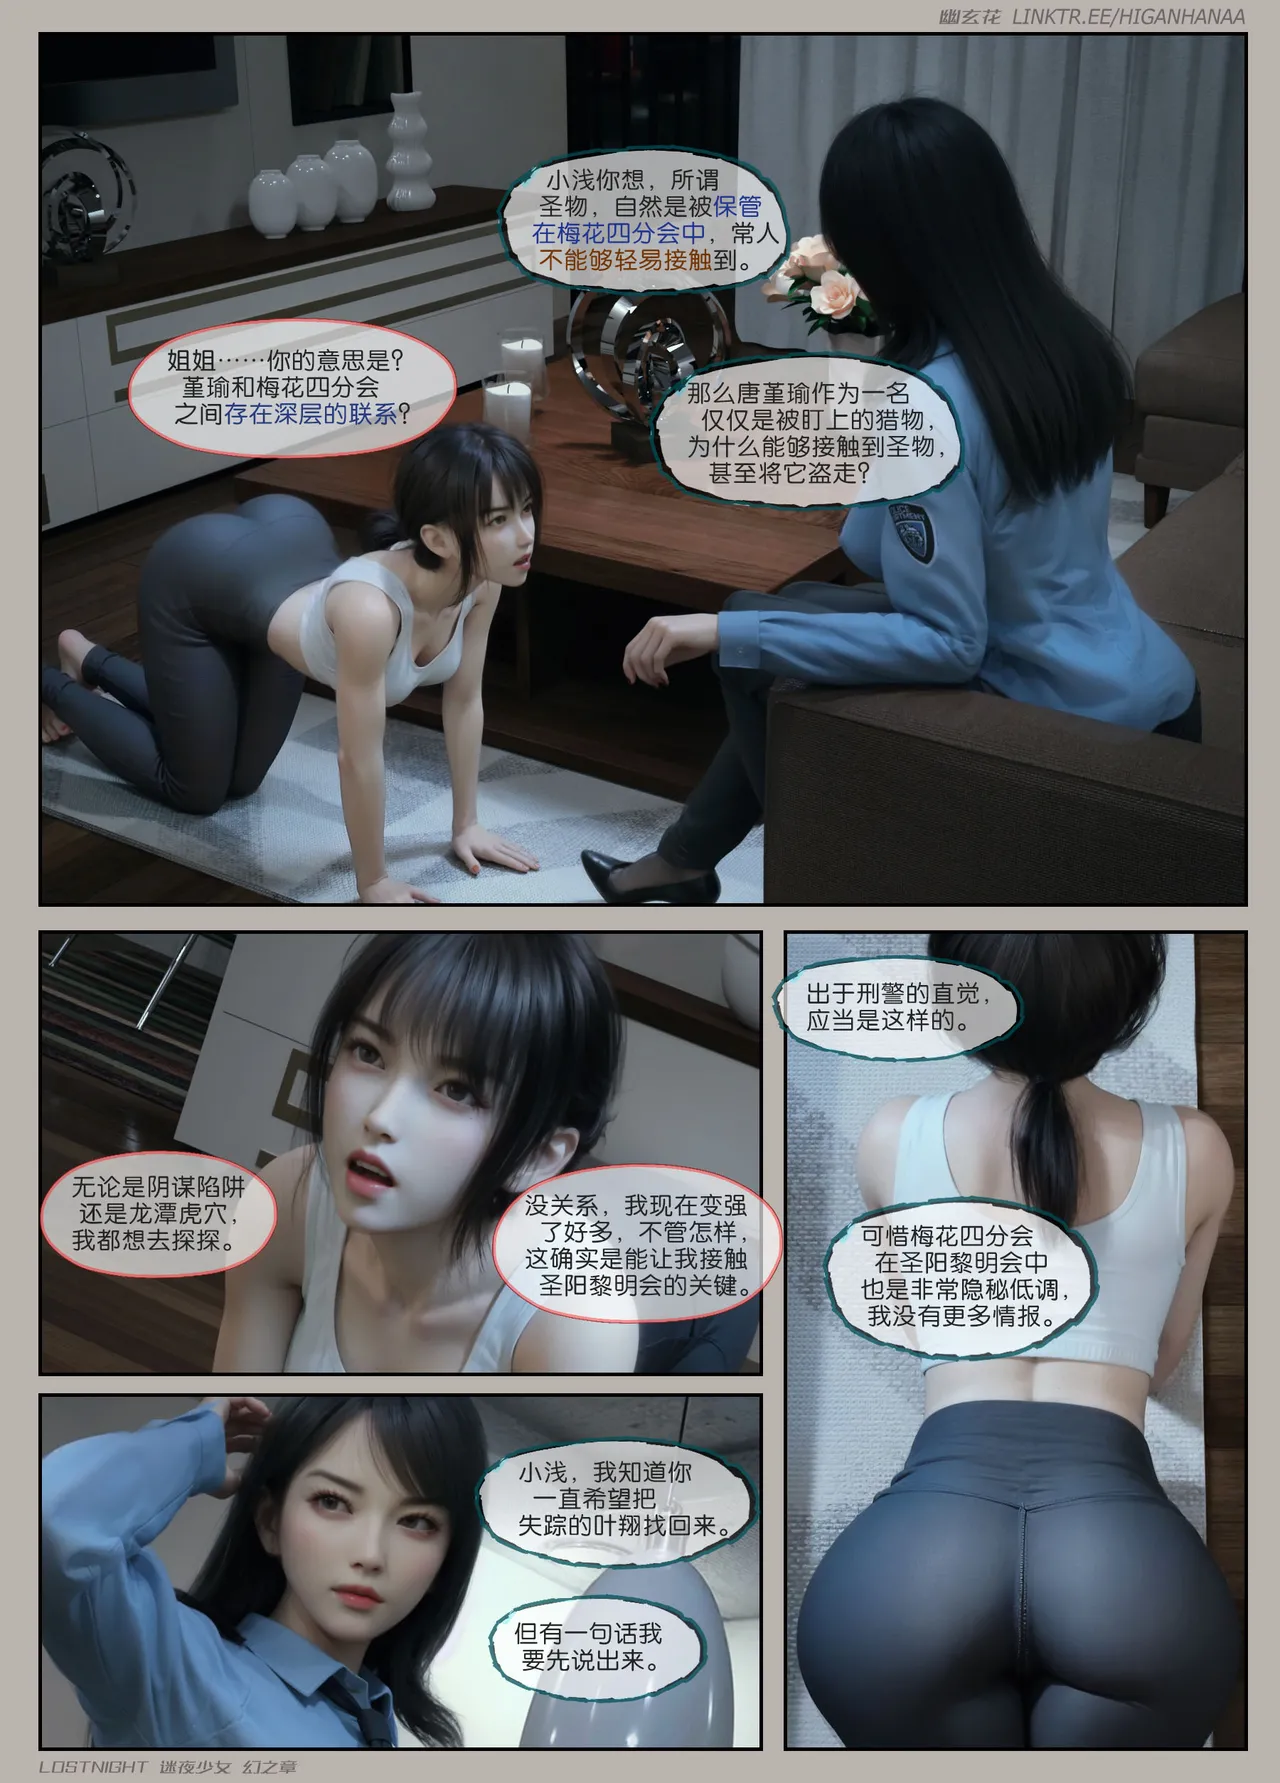 幽玄花 LINKTR.EE/HIGANHANAA
小浅你想，所谓
圣物，自然是被保管
在梅花四分会中，常人
不能够轻易接触到。
姐姐……你的意思是？
堇瑜和梅花四分会
之间存在深层的联系？
那么唐堇瑜作为一名
仅仅是被盯上的猎物，
为什么能够接触到圣物，
甚至将它盗走？
POLICE
DEPARTMENT
无论是阴谋陷阱
还是龙潭虎穴，
我都想去探探。
没关系，我现在变强
了好多，不管怎样，
这确实是能让我接触
圣阳黎明会的关键。
出于刑警的直觉，
应当是这样的。
可惜梅花四分会
在圣阳黎明会中
也是非常隐秘低调，
我没有更多情报。
小浅，我知道你
一直希望把
失踪的叶翔找回来。
但有一句话我
要先说出来。
LOSTNIGHT 迷夜少女 幻之章